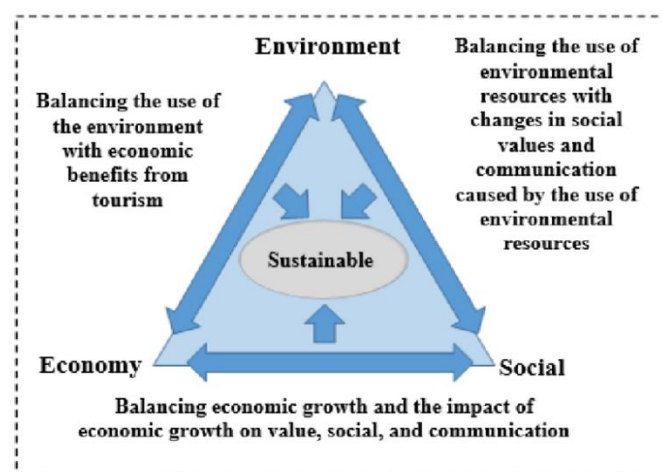 Environment
Balancing the use of
environmental
resources with
changes in social
values and
communication
caused by the use of
environmental
resources
Balancing the use of
the environment
with economic
benefits from
tourism
Sustainable
Economy
Social
Balancing economic growth and the impact of
economic growth on value, social, and communication